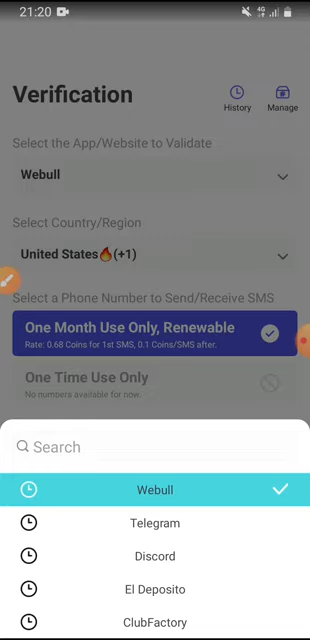 21:20
4G
Verification
History
Manage
Select the App/Website to Validate
Webull
Select Country/Region
United States🔥(+1)
Select a Phone Number to Send/Receive SMS
One Month Use Only, Renewable
Rate: 0.68 Coins for 1st SMS, 0.1 Coins/SMS after.
One Time Use Only
No numbers available for now.
Search
Webull
Telegram
Discord
El Deposito
ClubFactory